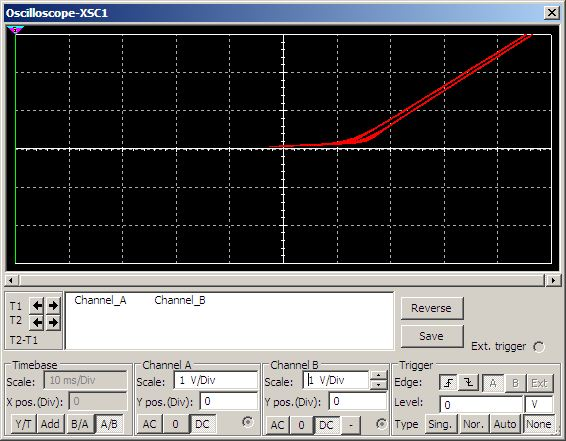 Oscilloscope-XSC1
T1
T2
T2-T1
Channel_A Channel_B
Reverse
Save
Ext. trigger
Timebase
Scale: 10 ms/Div
X pos.(Div): 0
Y/T Add B/A A/B
Channel A
Scale: 1 V/Div
Y pos.(Div): 0
AC 0 DC
Channel B
Scale: 1 V/Div
Y pos.(Div): 0
AC 0 DC -
Trigger
Edge: A B Ext
Level: 0 V
Type Sing. Nor. Auto None